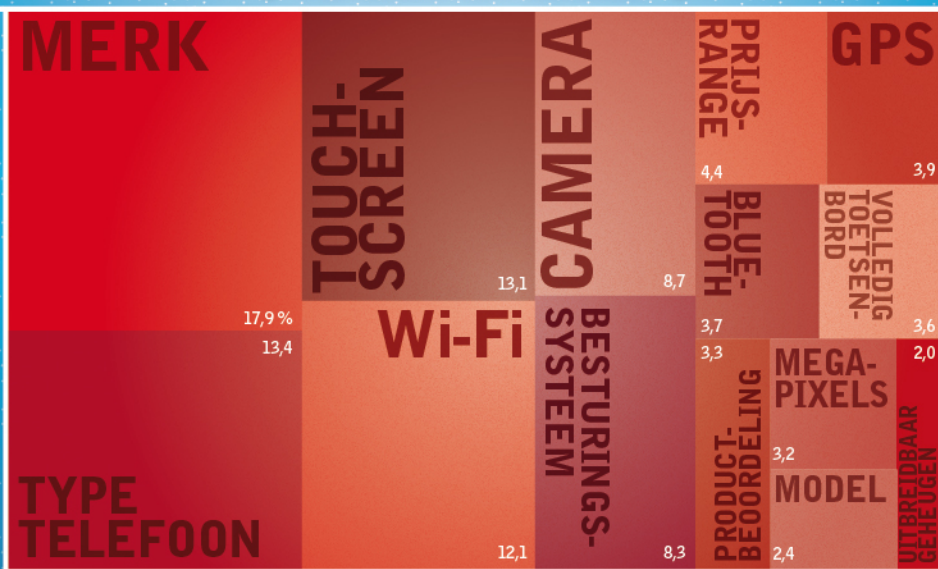 MERK
17,9 %
13,4
TYPE
TELEFOON
TOUCH-
SCREEN
13,1
Wi-Fi
12,1
CAMERA
8,7
BESTURINGS-
SYSTEEM
8,3
PRIJS-
RANGE
4,4
GPS
3,9
BLUE-
TOOTH
3,7
VOLLEDIG
TOETSEN-
BORD
3,6
3,3
PRODUCT-
BEOORDELING
MEGA-
PIXELS
3,2
MODEL
2,4
2,0
UITBREIDBAAR
GEHEUGEN